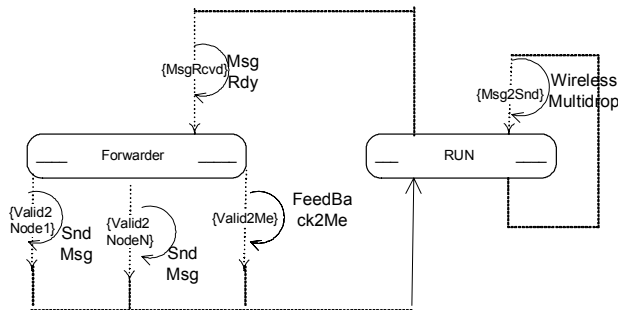 {MsgRcvd}
Msg
Rdy
{Msg2Snd}
Wireless
Multidrop
Forwarder
RUN
{Valid2
Node1}
Snd
Msg
{Valid2
NodeN}
Snd
Msg
{Valid2Me}
FeedBa
ck2Me